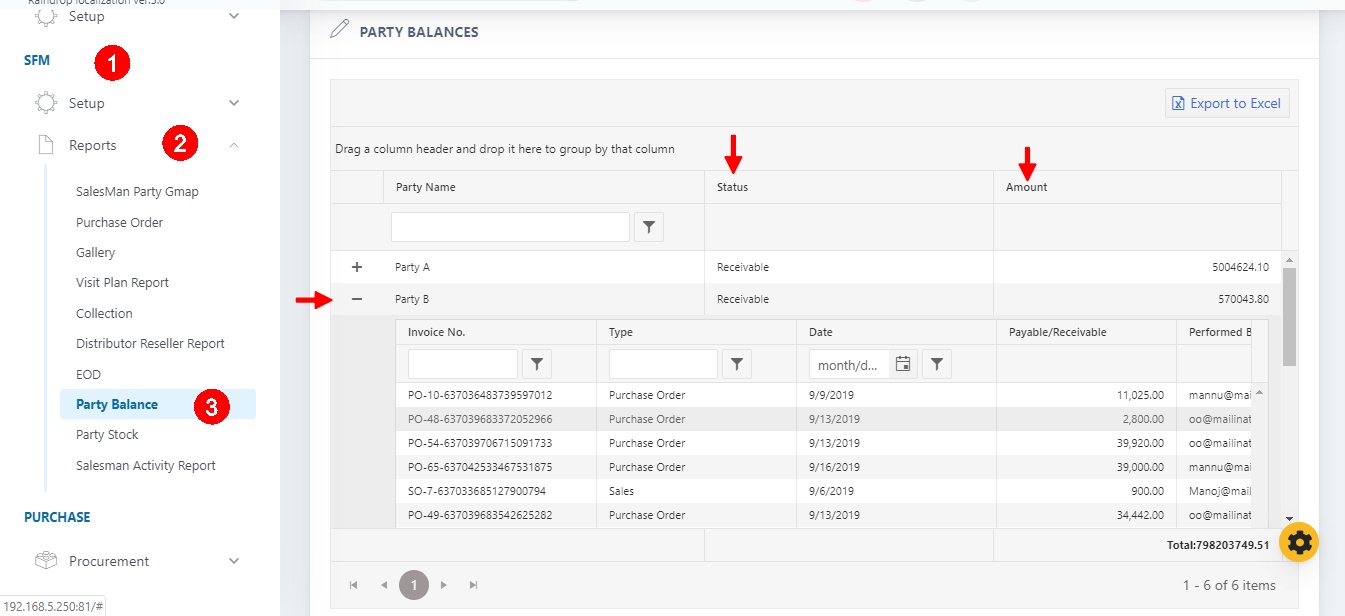 Raindrop localization ver.5.0
Setup
SFM
1
Setup
Reports
2
SalesMan Party Gmap
Purchase Order
Gallery
Visit Plan Report
Collection
Distributor Reseller Report
EOD
Party Balance
3
Party Stock
Salesman Activity Report
PURCHASE
Procurement
192.168.5.250:81/#
PARTY BALANCES
Export to Excel
Drag a column header and drop it here to group by that column
Party Name Status Amount
Party A Receivable 5004624.10
Party B Receivable 570043.80
Invoice No. Type Date Payable/Receivable Performed B
month/d...
PO-10-637036483739597012 Purchase Order 9/9/2019 11,025.00 mannu@mai
PO-48-637039683372052966 Purchase Order 9/13/2019 2,800.00 oo@mailinat
PO-54-637039706715091733 Purchase Order 9/13/2019 39,920.00 oo@mailinat
PO-65-637042533467531875 Purchase Order 9/16/2019 39,000.00 mannu@mai
SO-7-637033685127900794 Sales 9/6/2019 900.00 Manoj@mail
PO-49-637039683542625282 Purchase Order 9/13/2019 34,442.00 oo@mailinat
Total:798203749.51
1
1 - 6 of 6 items